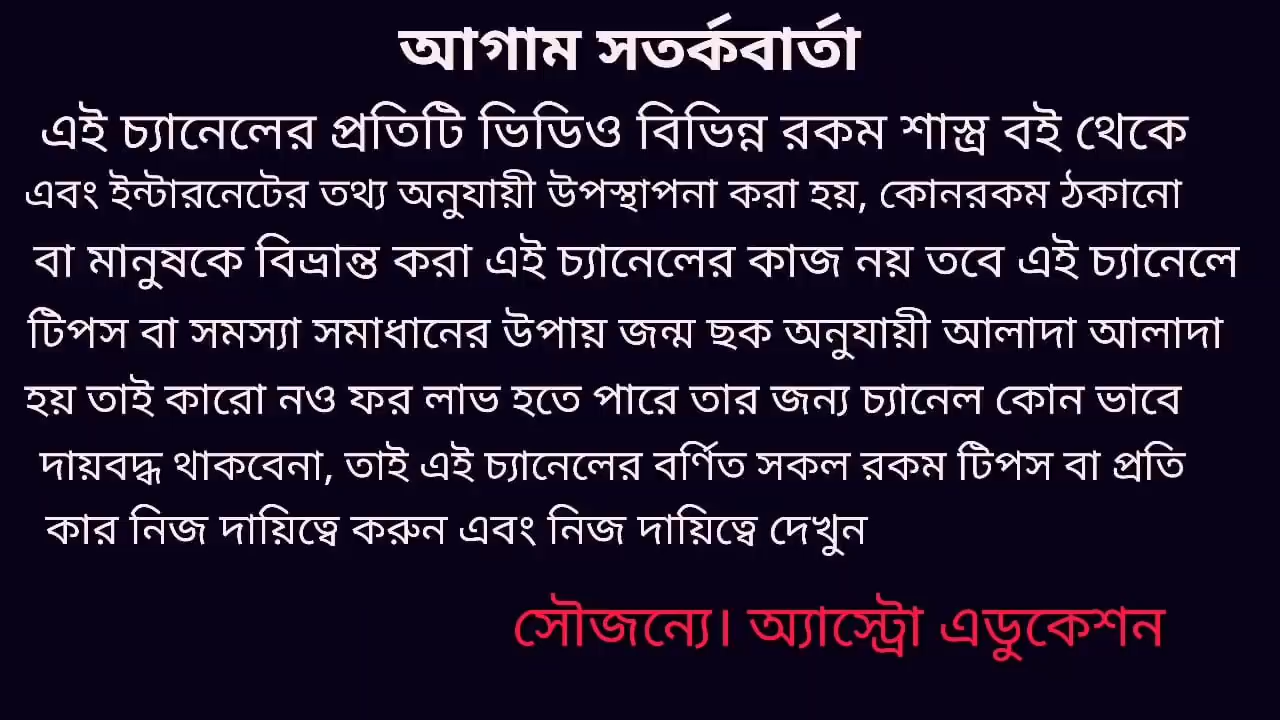 আগাম সতর্কবার্তা
এই চ্যানেলের প্রতিটি ভিডিও বিভিন্ন রকম শাস্ত্র বই থেকে
এবং ইন্টারনেটের তথ্য অনুযায়ী উপস্থাপনা করা হয়, কোনরকম ঠকানো
বা মানুষকে বিভ্রান্ত করা এই চ্যানেলের কাজ নয় তবে এই চ্যানেলে
টিপস বা সমস্যা সমাধানের উপায় জন্ম ছক অনুযায়ী আলাদা আলাদা
হয় তাই কারো নও ফর লাভ হতে পারে তার জন্য চ্যানেল কোন ভাবে
দায়বদ্ধ থাকবেনা, তাই এই চ্যানেলের বর্ণিত সকল রকম টিপস বা প্রতি
কার নিজ দায়িত্বে করুন এবং নিজ দায়িত্বে দেখুন
সৌজন্যে। অ্যাস্ট্রো এডুকেশন